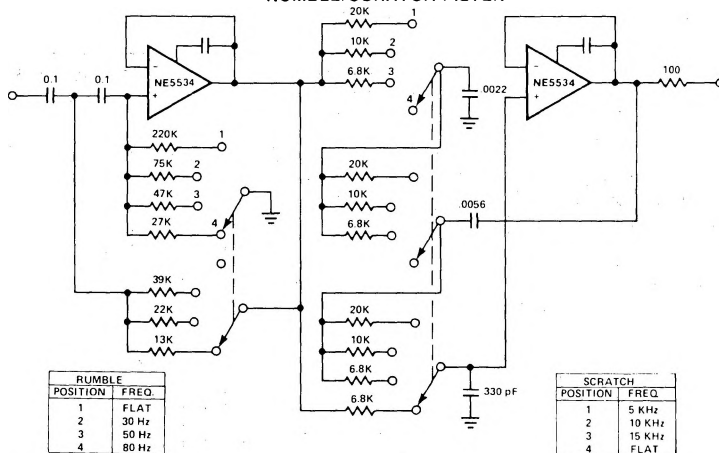 RUMBLE/SCRATCH FILTER
20K
1
10K
2
6.8K
3
4
NE5534
−
+
0.1
0.1
NE5534
−
+
100
.0022
220K
1
75K
2
47K
3
27K
4
20K
10K
6.8K
.0056
39K
22K
13K
20K
10K
6.8K
6.8K
330 pF
RUMBLE
POSITION FREQ.
1 FLAT
2 30 Hz
3 50 Hz
4 80 Hz
SCRATCH
POSITION FREQ
1 5 KHz
2 10 KHz
3 15 KHz
4 FLAT